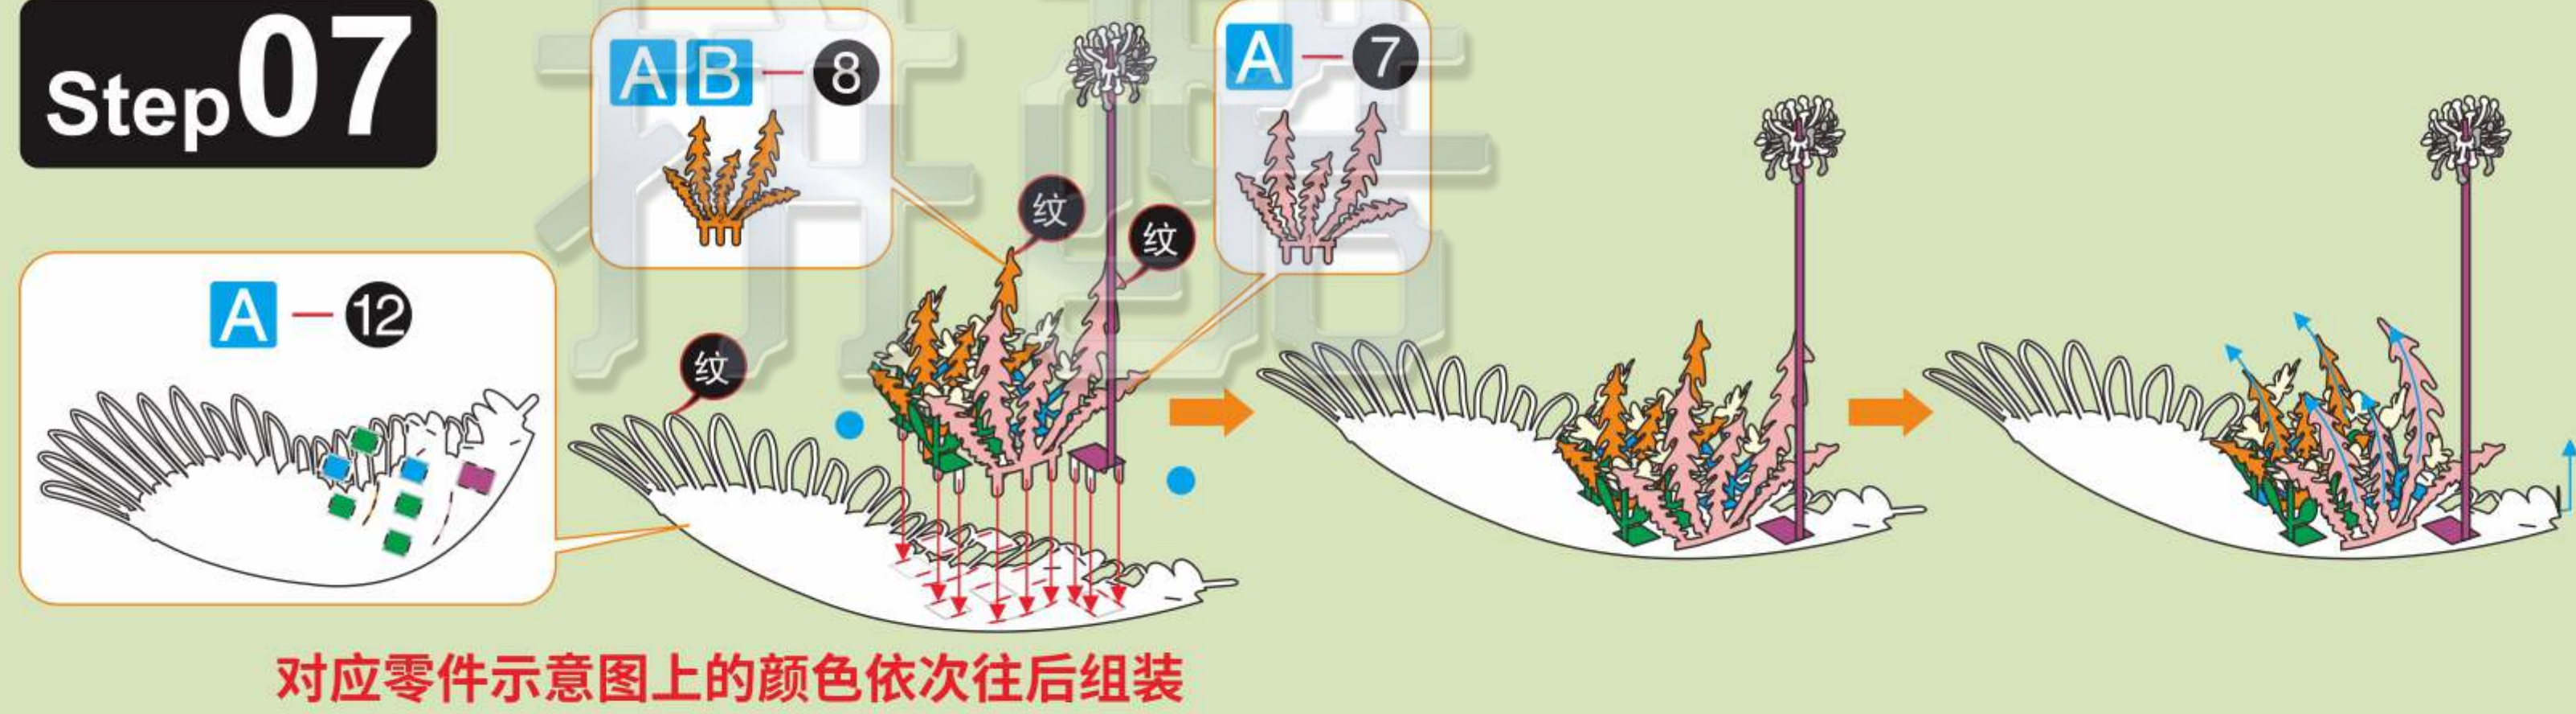 Step07
A B — 8
A — 7
纹
纹
A — 12
纹
对应零件示意图上的颜色依次往后组装